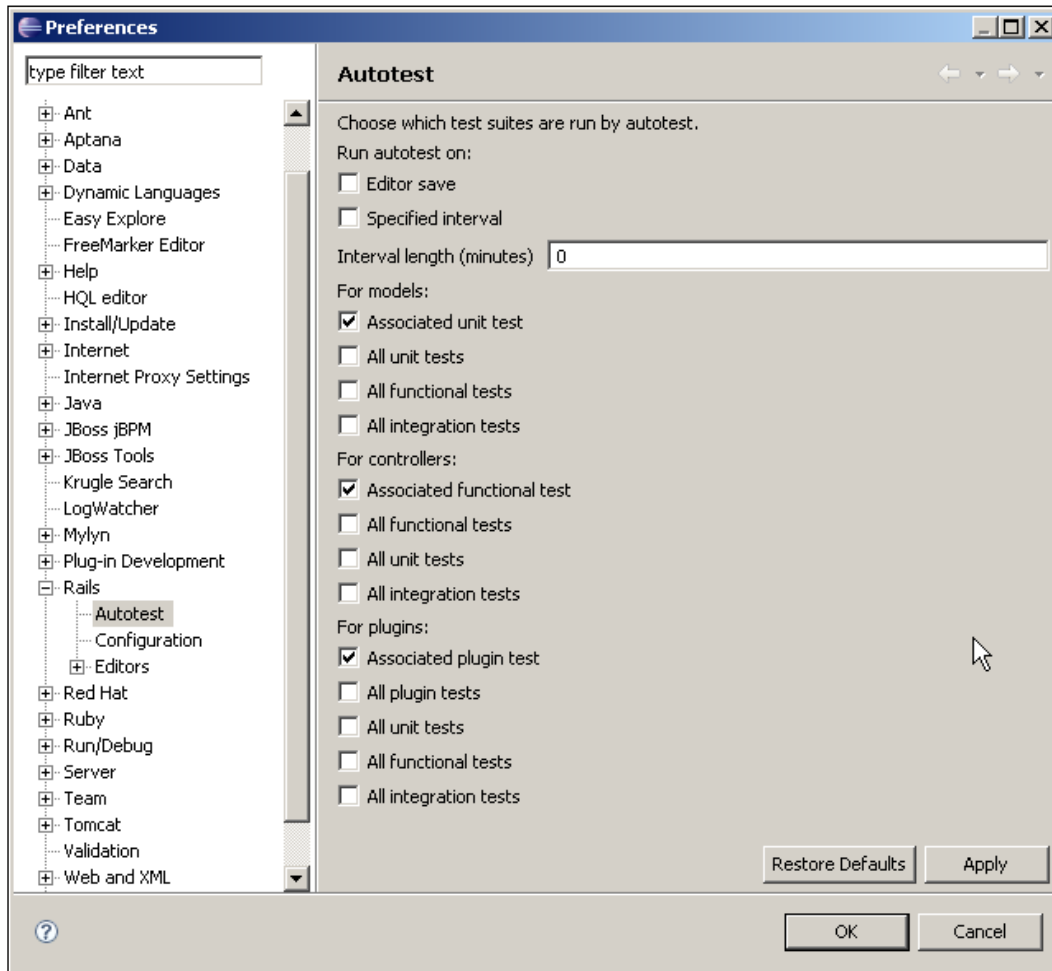 Preferences
type filter text
Ant
Aptana
Data
Dynamic Languages
Easy Explore
FreeMarker Editor
Help
HQL editor
Install/Update
Internet
Internet Proxy Settings
Java
JBoss jBPM
JBoss Tools
Krugle Search
LogWatcher
Mylyn
Plug-in Development
Rails
Autotest
Configuration
Editors
Red Hat
Ruby
Run/Debug
Server
Team
Tomcat
Validation
Web and XML
Autotest
Choose which test suites are run by autotest.
Run autotest on:
Editor save
Specified interval
Interval length (minutes) 0
For models:
Associated unit test
All unit tests
All functional tests
All integration tests
For controllers:
Associated functional test
All functional tests
All unit tests
All integration tests
For plugins:
Associated plugin test
All plugin tests
All unit tests
All functional tests
All integration tests
Restore Defaults Apply
? OK Cancel